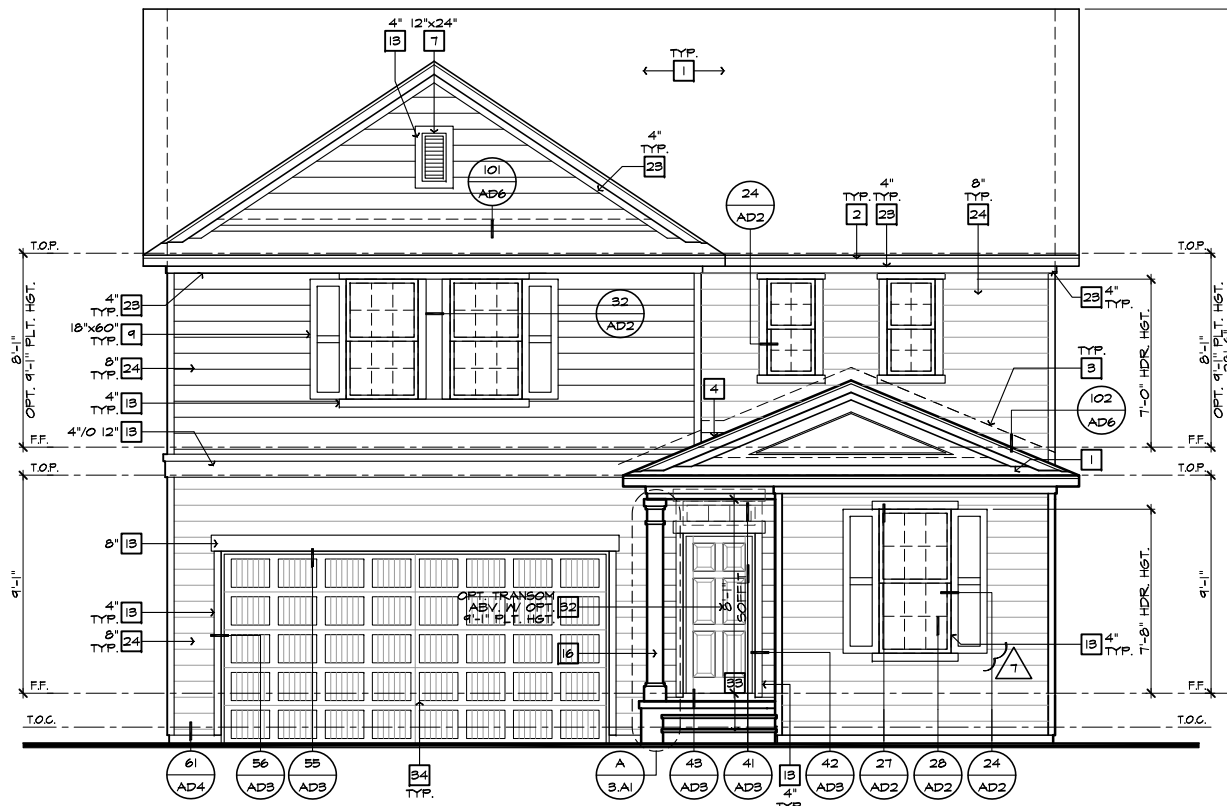 4" 12"x24"
13 7
TYP.
1
4"
TYP.
23
101
AD6
24
AD2
TYP.
2
4"
TYP.
23
8"
TYP.
24
T.O.P.
T.O.P.
4"
TYP. 23
18"x60"
TYP. 9
8"
TYP. 24
4"
TYP. 13
4"/O 12" 13
32
AD2
23 4"
TYP.
TYP.
3
4
102
AD6
1
8'-1"
OPT. 9'-1" PLT. HGT.
7'-0" HDR. HGT.
8'-1"
OPT. 9'-1" PLT. HGT.
F.F.
F.F.
T.O.P.
T.O.P.
8" 13
4"
TYP. 13
8"
TYP. 24
9'-1"
OPT. TRANSOM
ABV. W/ OPT. 32
9'-1" PLT. HGT.
8'-1"
SOFFIT
16
33
7'-8" HDR. HGT.
9'-1"
13 4"
TYP.
7
F.F.
F.F.
T.O.C.
T.O.C.
61
AD4
56
AD3
55
AD3
34
TYP.
A
3.A1
43
AD3
41
AD3
13
4"
TYP.
42
AD3
27
AD2
28
AD2
24
AD2